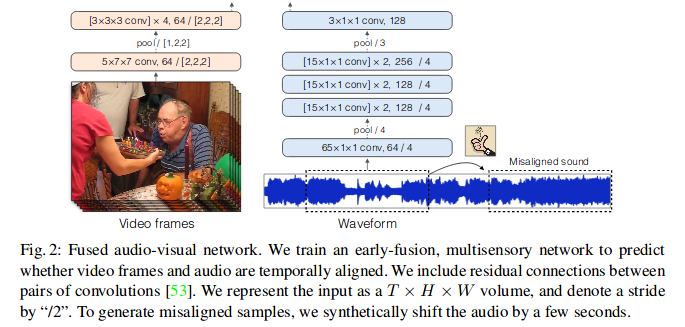 [3×3×3 conv] × 4, 64 / [2,2,2]
pool / [1,2,2]
5×7×7 conv, 64 / [2,2,2]
Video frames
3×1×1 conv, 128
pool / 3
[15×1×1 conv] × 2, 256 / 4
[15×1×1 conv] × 2, 128 / 4
[15×1×1 conv] × 2, 128 / 4
pool / 4
65×1×1 conv, 64 / 4
Misaligned sound
Waveform
Fig. 2: Fused audio-visual network. We train an early-fusion, multisensory network to predict
whether video frames and audio are temporally aligned. We include residual connections between
pairs of convolutions [53]. We represent the input as a T × H × W volume, and denote a stride
by “/2”. To generate misaligned samples, we synthetically shift the audio by a few seconds.